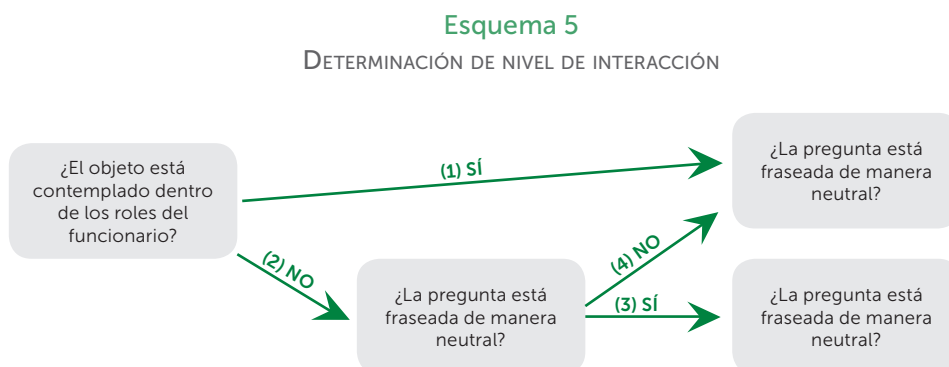 Esquema 5
Determinación de nivel de interacción
¿El objeto está
contemplado dentro
de los roles del
funcionario?
(1) SÍ
¿La pregunta está
fraseada de manera
neutral?
(2) NO
¿La pregunta está
fraseada de manera
neutral?
(4) NO
(3) SÍ
¿La pregunta está
fraseada de manera
neutral?